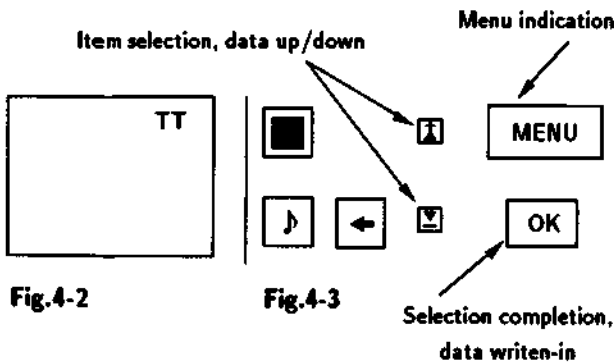 Menu indication
Item selection, data up/down
TT
MENU
OK
Fig.4-2
Fig.4-3
Selection completion,
data writen-in